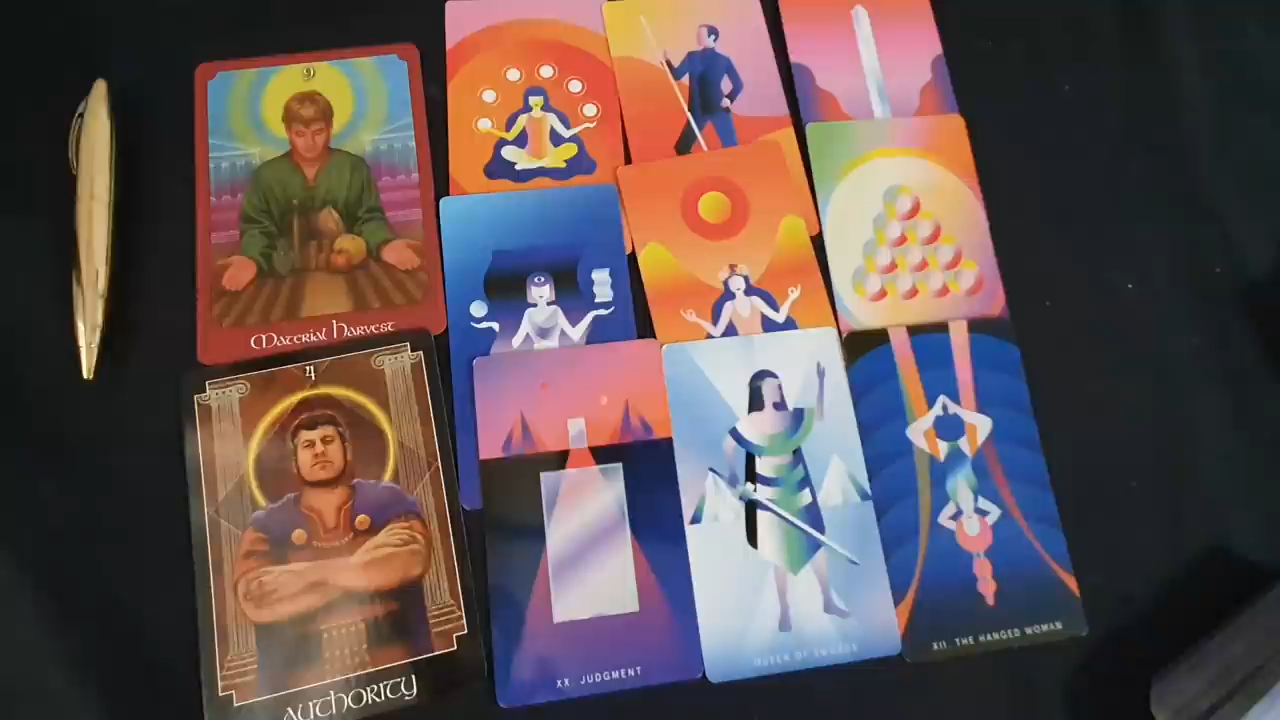 9
Material Harvest
4
AUTHORITY
XX. JUDGMENT
QUEEN OF SWORDS
XII. THE HANGED WOMAN